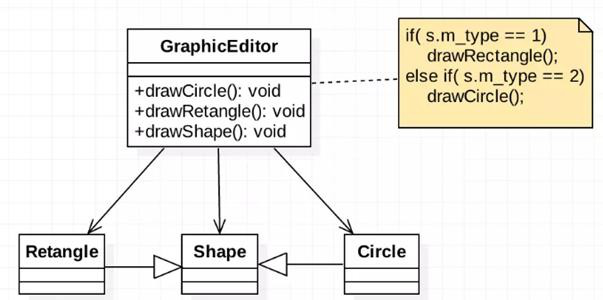 GraphicEditor
+drawCircle(): void
+drawRetangle(): void
+drawShape(): void
if( s.m_type == 1)
drawRectangle();
else if( s.m_type == 2)
drawCircle();
Retangle
Shape
Circle